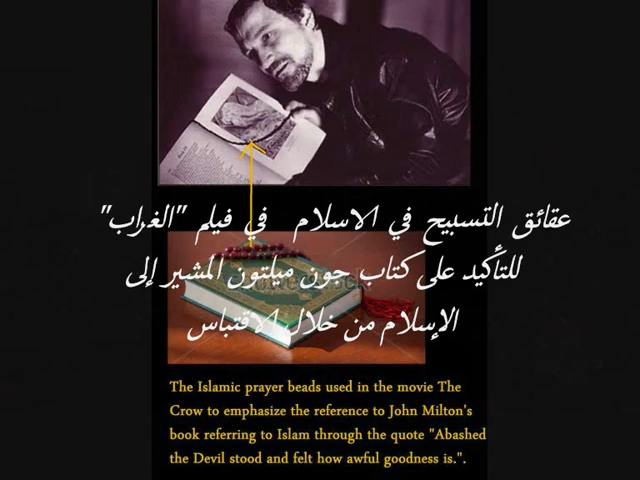 عقائق التسبيح في الاسلام في فيلم "الغراب"
للتأكيد على كتاب جون ميلتون المشير إلى
الإسلام من خلال الاقتباس
The Islamic prayer beads used in the movie The
Crow to emphasize the reference to John Milton's
book referring to Islam through the quote "Abashed
the Devil stood and felt how awful goodness is.".